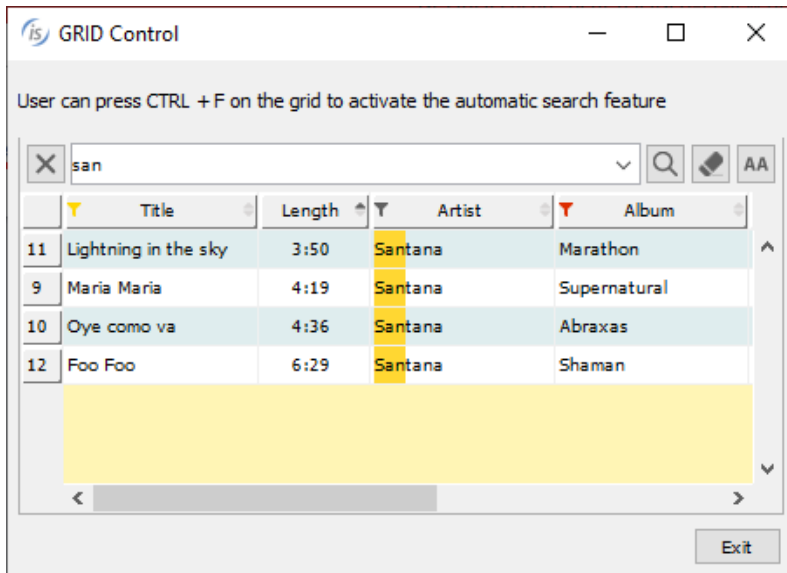 is GRID Control
User can press CTRL + F on the grid to activate the automatic search feature
san AA
Title Length Artist Album
11 Lightning in the sky 3:50 Santana Marathon
9 Maria Maria 4:19 Santana Supernatural
10 Oye como va 4:36 Santana Abraxas
12 Foo Foo 6:29 Santana Shaman
Exit